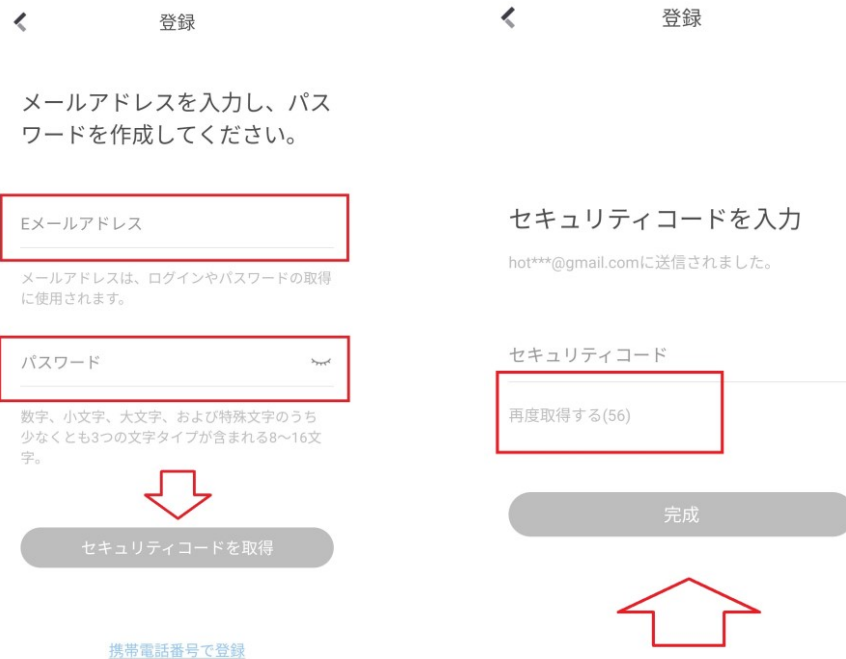 登録
メールアドレスを入力し、パス
ワードを作成してください。
Eメールアドレス
メールアドレスは、ログインやパスワードの取得
に使用されます。
パスワード
数字、小文字、大文字、および特殊文字のうち
少なくとも3つの文字タイプが含まれる8〜16文
字。
セキュリティコードを取得
携帯電話番号で登録
登録
セキュリティコードを入力
hot***@gmail.comに送信されました。
セキュリティコード
再度取得する(56)
完成